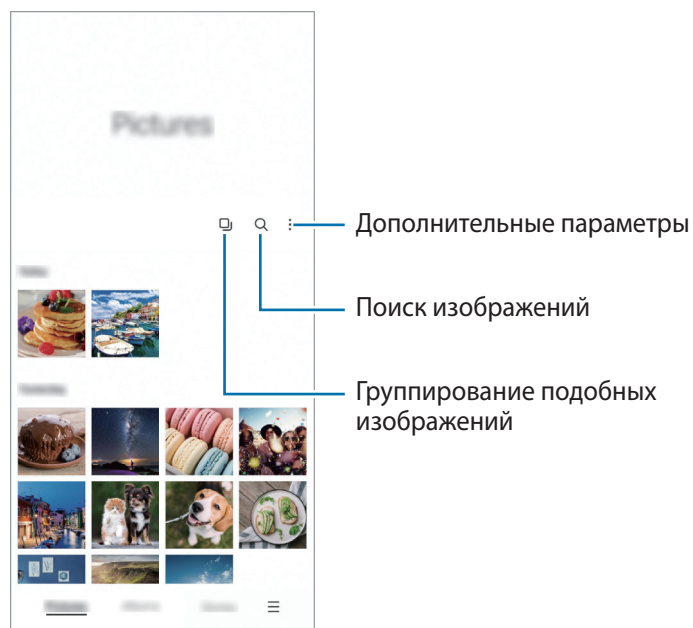 Pictures
Дополнительные параметры
Поиск изображений
Группирование подобных
изображений